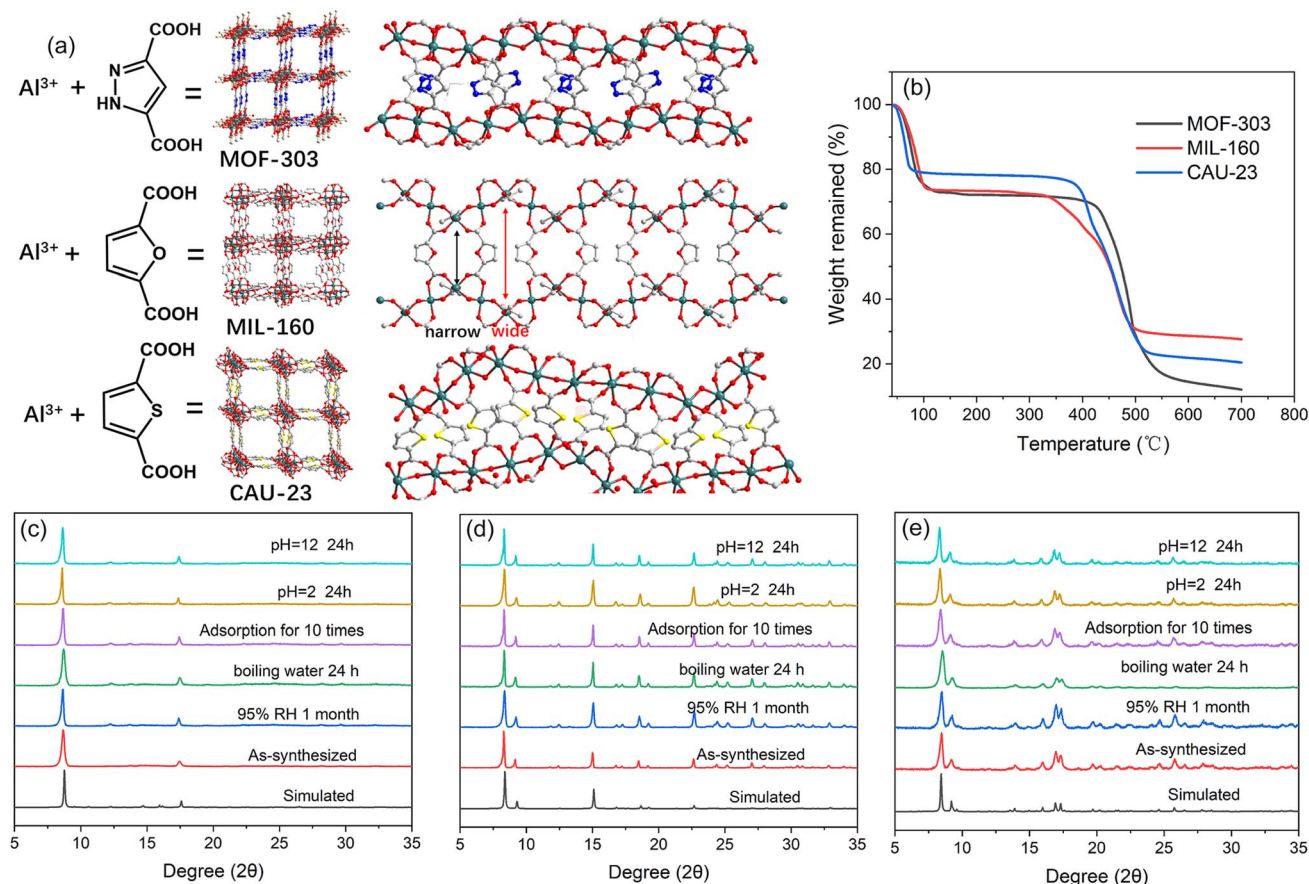 (a)
COOH
Al³⁺ + N HN = 
COOH
MOF-303
COOH
Al³⁺ + O =
COOH
MIL-160
narrow wide
COOH
Al³⁺ + S =
COOH
CAU-23
(b)
MOF-303
MIL-160
CAU-23
Weight remained (%)
100
80
60
40
20
100 200 300 400 500 600 700 800
Temperature (℃)
(c)
pH=12 24h
pH=2 24h
Adsorption for 10 times
boiling water 24 h
95% RH 1 month
As-synthesized
Simulated
5 10 15 20 25 30 35
Degree (2θ)
(d)
pH=12 24h
pH=2 24h
Adsorption for 10 times
boiling water 24 h
95% RH 1 month
As-synthesized
Simulated
5 10 15 20 25 30 35
Degree (2θ)
(e)
pH=12 24h
pH=2 24h
Adsorption for 10 times
boiling water 24 h
95% RH 1 month
As-synthesized
Simulated
5 10 15 20 25 30 35
Degree (2θ)